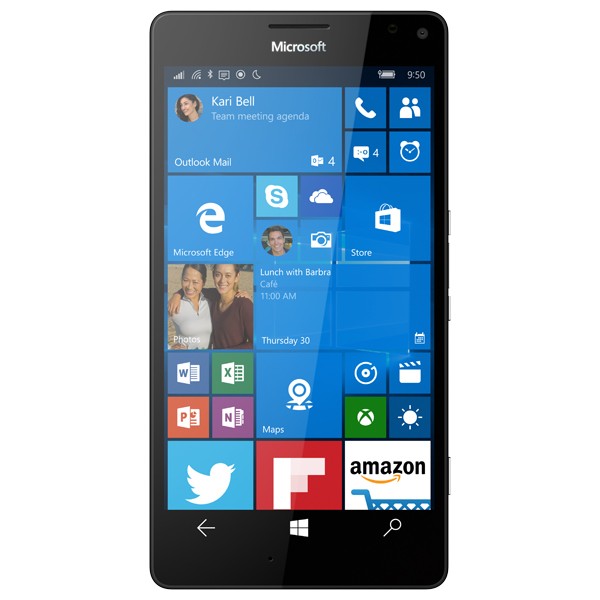 Microsoft
9:50
Kari Bell
Team meeting agenda
Outlook Mail
4
4
Microsoft Edge
Store
Lunch with Barbra
Café
11:00 AM
Photos
Thursday 30
Maps
amazon